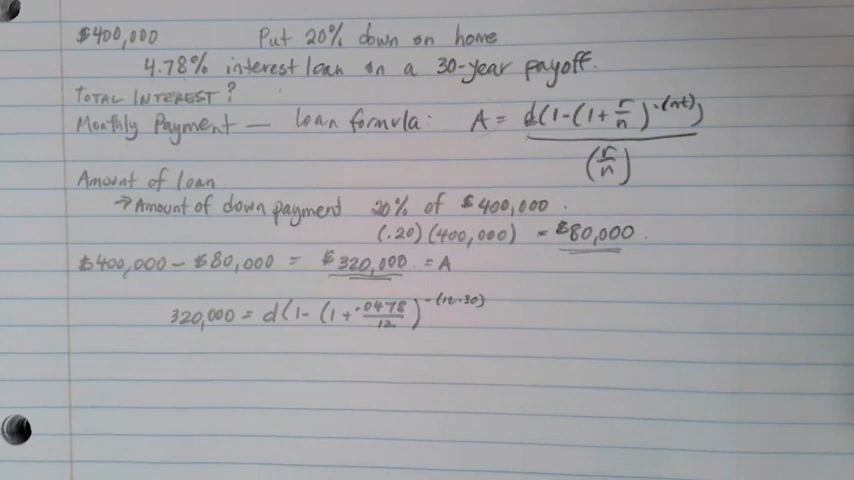 $400,000 Put 20% down on home
4.78% interest loan on a 30-year payoff.
TOTAL INTEREST?
Monthly Payment — loan formula: A = d(1-(1+r/n)^-(nt)) / (r/n)
Amount of loan
→ Amount of down payment 20% of $400,000.
(.20)(400,000) = $80,000.
$400,000 - $80,000 = $320,000 = A
320,000 = d(1-(1+.0478/12)^-(12·30)